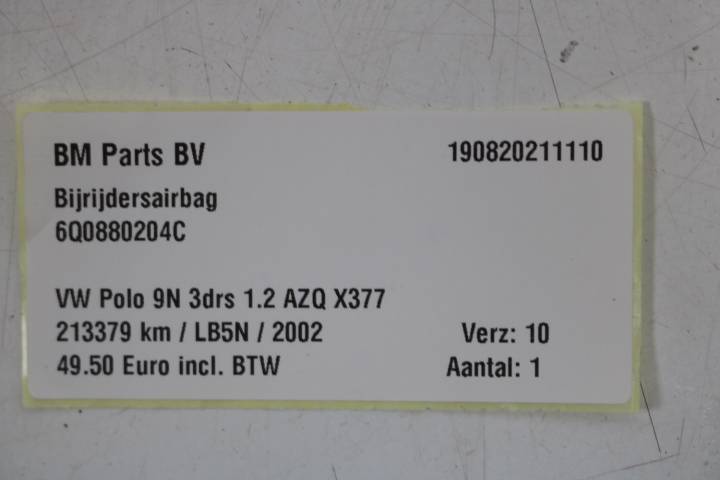 BM Parts BV 190820211110
Bijrijdersairbag
6Q0880204C
VW Polo 9N 3drs 1.2 AZQ X377
213379 km / LB5N / 2002 Verz: 10
49.50 Euro incl. BTW Aantal: 1